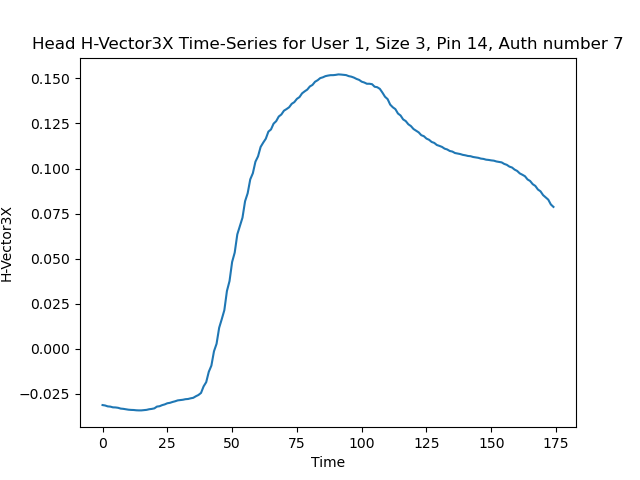 Head H-Vector3X Time-Series for User 1, Size 3, Pin 14, Auth number 7
H-Vector3X
0.150
0.125
0.100
0.075
0.050
0.025
0.000
−0.025
0 25 50 75 100 125 150 175
Time